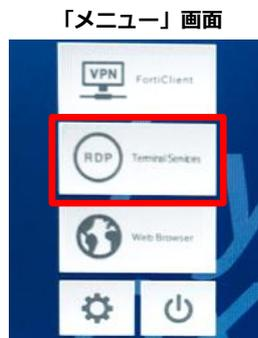 「メニュー」画面
VPN
FortiClient
RDP
Terminal Services
Web Browser